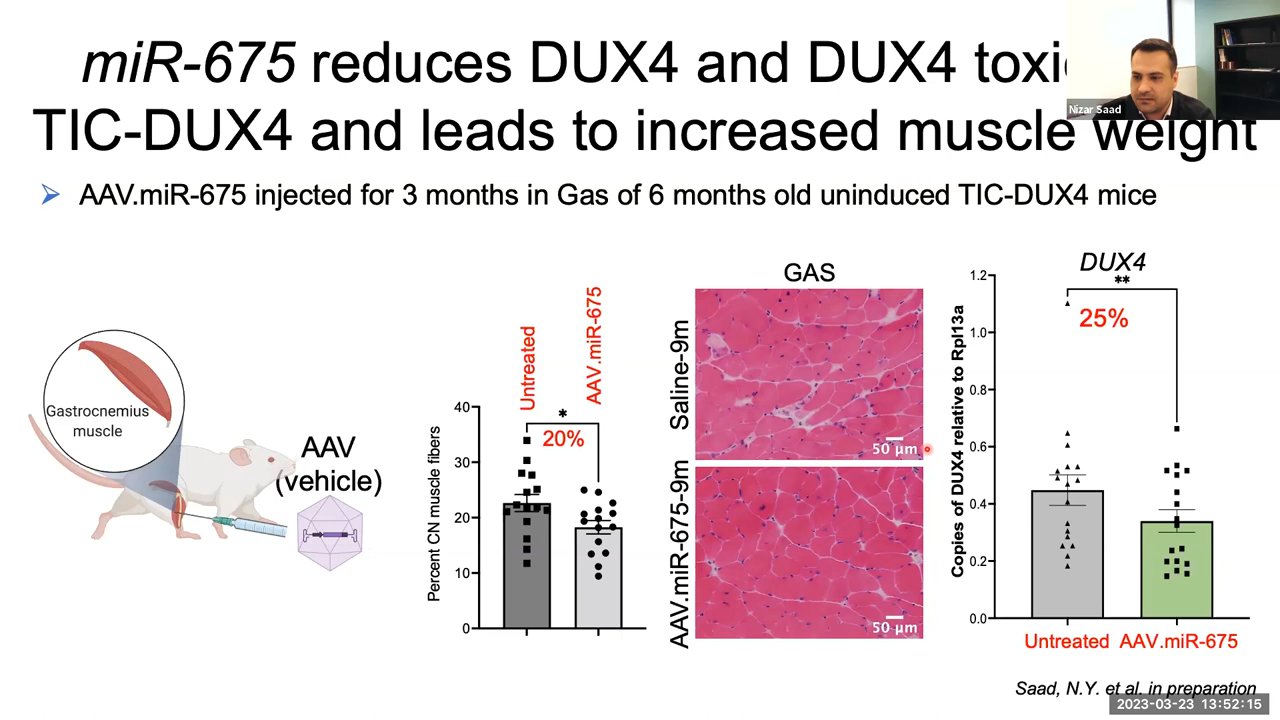 miR-675 reduces DUX4 and DUX4
TIC-DUX4 and leads to increased muscle weight
Nizar Saad
➢ AAV.miR-675 injected for 3 months in Gas of 6 months old uninduced TIC-DUX4 mice
Gastrocnemius
muscle
AAV
(vehicle)
Percent CN muscle fibers
40
30
20
10
0
Untreated
AAV.miR-675
*
20%
GAS
Saline-9m
50 µm
AAV.miR-675-9m
50 µm
DUX4
**
25%
Copies of DUX4 relative to Rpl13a
1.2
1.0
0.8
0.6
0.4
0.2
0.0
Untreated AAV.miR-675
Saad, N.Y. et al. in preparation
2023-03-23 13:52:15